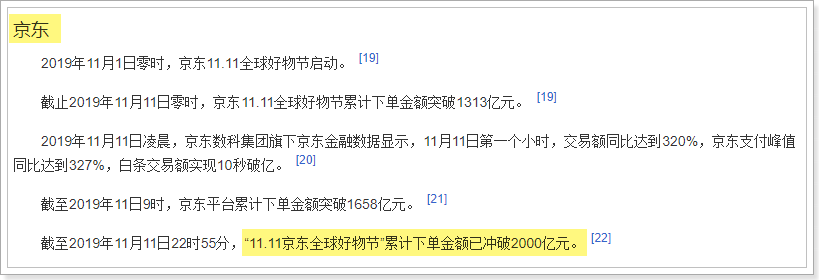 京东
2019年11月1日零时，京东11.11全球好物节启动。 [19]
截止2019年11月11日零时，京东11.11全球好物节累计下单金额突破1313亿元。 [19]
2019年11月11日凌晨，京东数科集团旗下京东金融数据显示，11月11日第一个小时，交易额同比达到320%，京东支付峰值
同比达到327%，白条交易额实现10秒破亿。 [20]
截至2019年11日9时，京东平台累计下单金额突破1658亿元。 [21]
截至2019年11月11日22时55分，“11.11京东全球好物节”累计下单金额已冲破2000亿元。 [22]